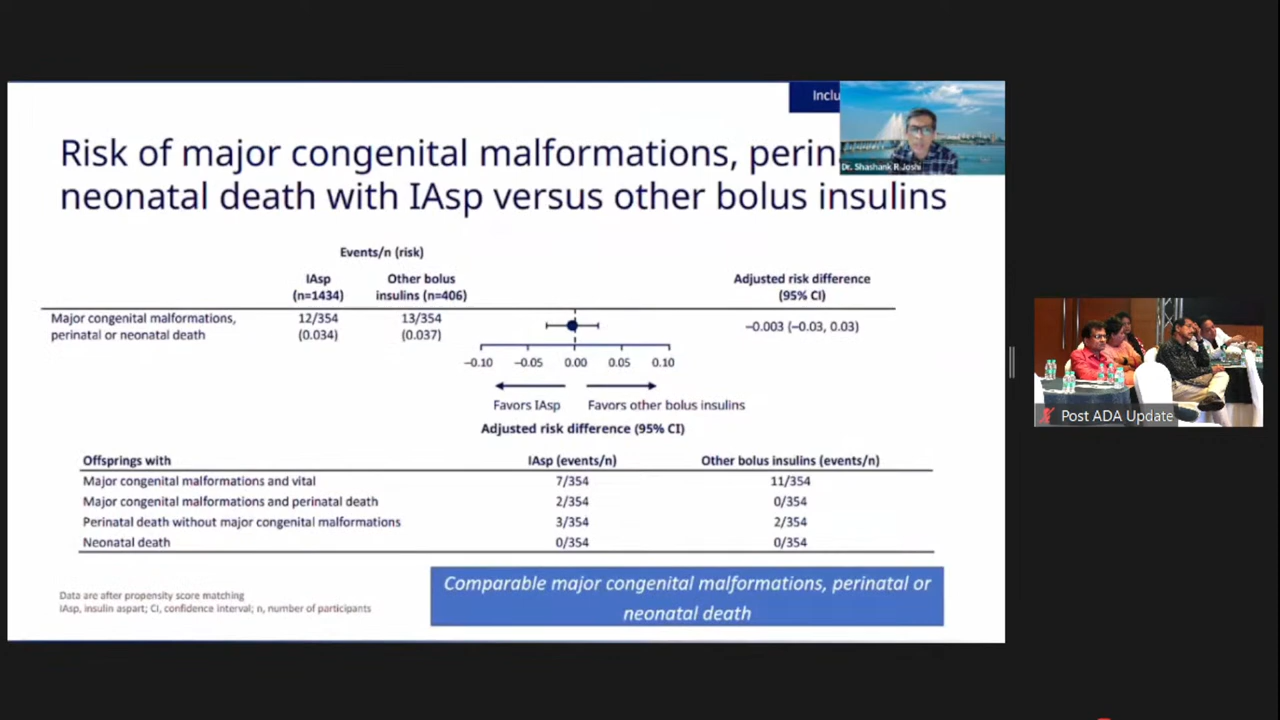 Inclu
Risk of major congenital malformations, perin
neonatal death with IAsp versus other bolus insulins
Dr. Shashank R Joshi
Events/n (risk)
IAsp Other bolus Adjusted risk difference
(n=1434) insulins (n=406) (95% CI)
Major congenital malformations, 12/354 13/354
perinatal or neonatal death (0.034) (0.037) –0.003 (–0.03, 0.03)
–0.10 –0.05 0.00 0.05 0.10
Favors IAsp Favors other bolus insulins
Adjusted risk difference (95% CI)
Offsprings with IAsp (events/n) Other bolus insulins (events/n)
Major congenital malformations and vital 7/354 11/354
Major congenital malformations and perinatal death 2/354 0/354
Perinatal death without major congenital malformations 3/354 2/354
Neonatal death 0/354 0/354
Comparable major congenital malformations, perinatal or
neonatal death
Data are after propensity score matching
IAsp, insulin aspart; CI, confidence interval; n, number of participants
Post ADA Update